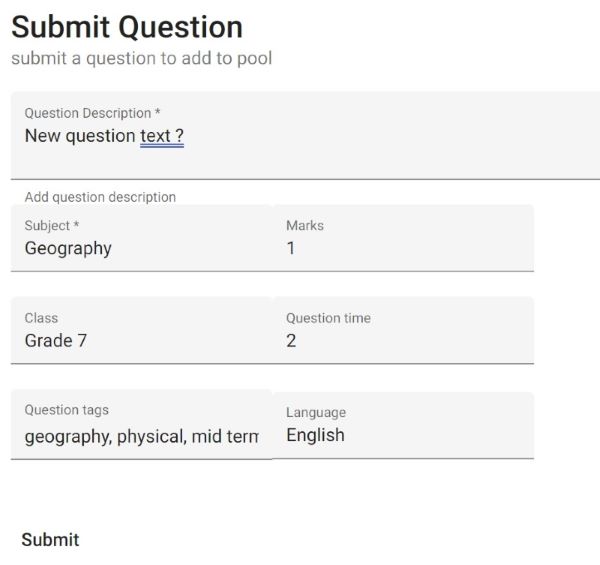 Submit Question
submit a question to add to pool
Question Description *
New question text ?
Add question description
Subject *
Geography
Marks
1
Class
Grade 7
Question time
2
Question tags
geography, physical, mid term
Language
English
Submit